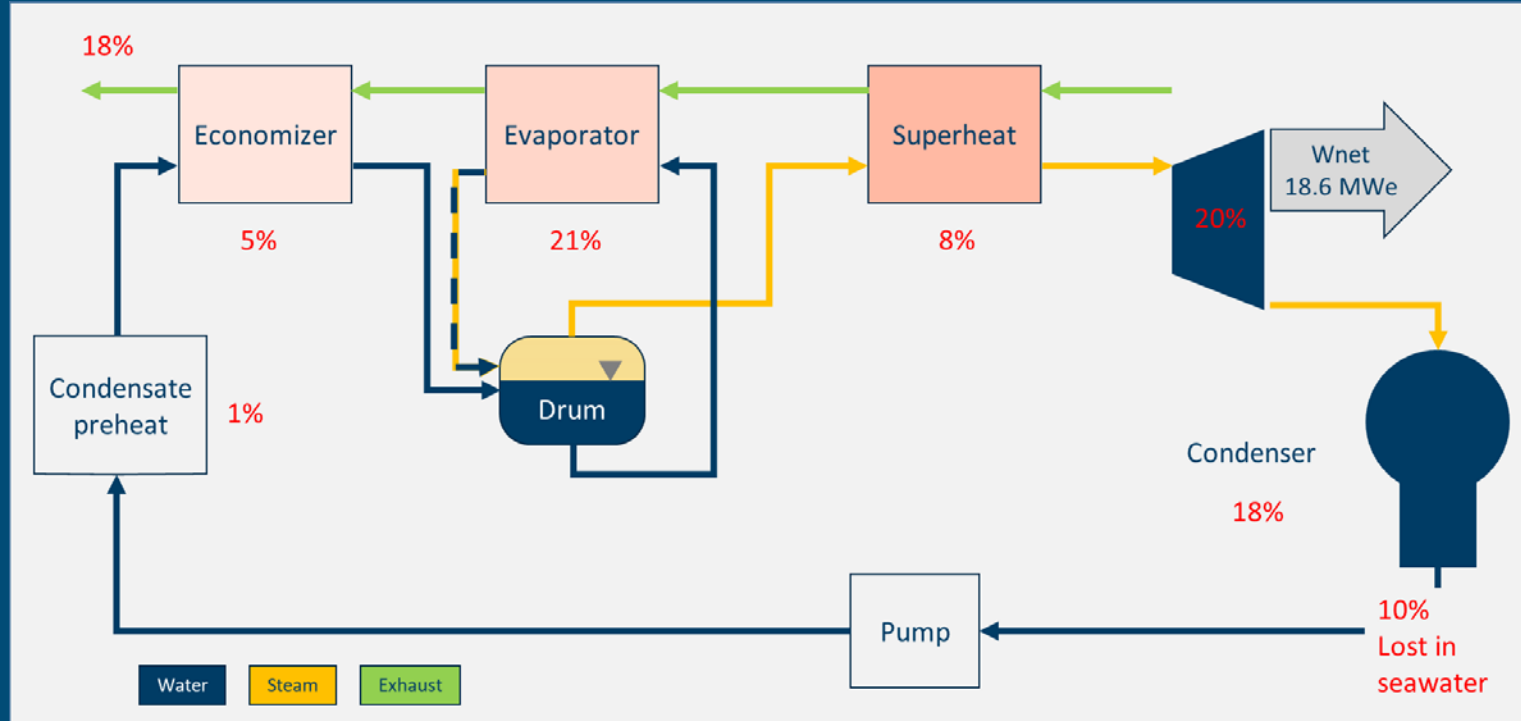 18%
Economizer
Evaporator
Superheat
Wnet
18.6 MWe
20%
5%
21%
8%
Condensate
preheat
1%
Drum
Condenser
18%
Pump
10%
Lost in
seawater
Water
Steam
Exhaust